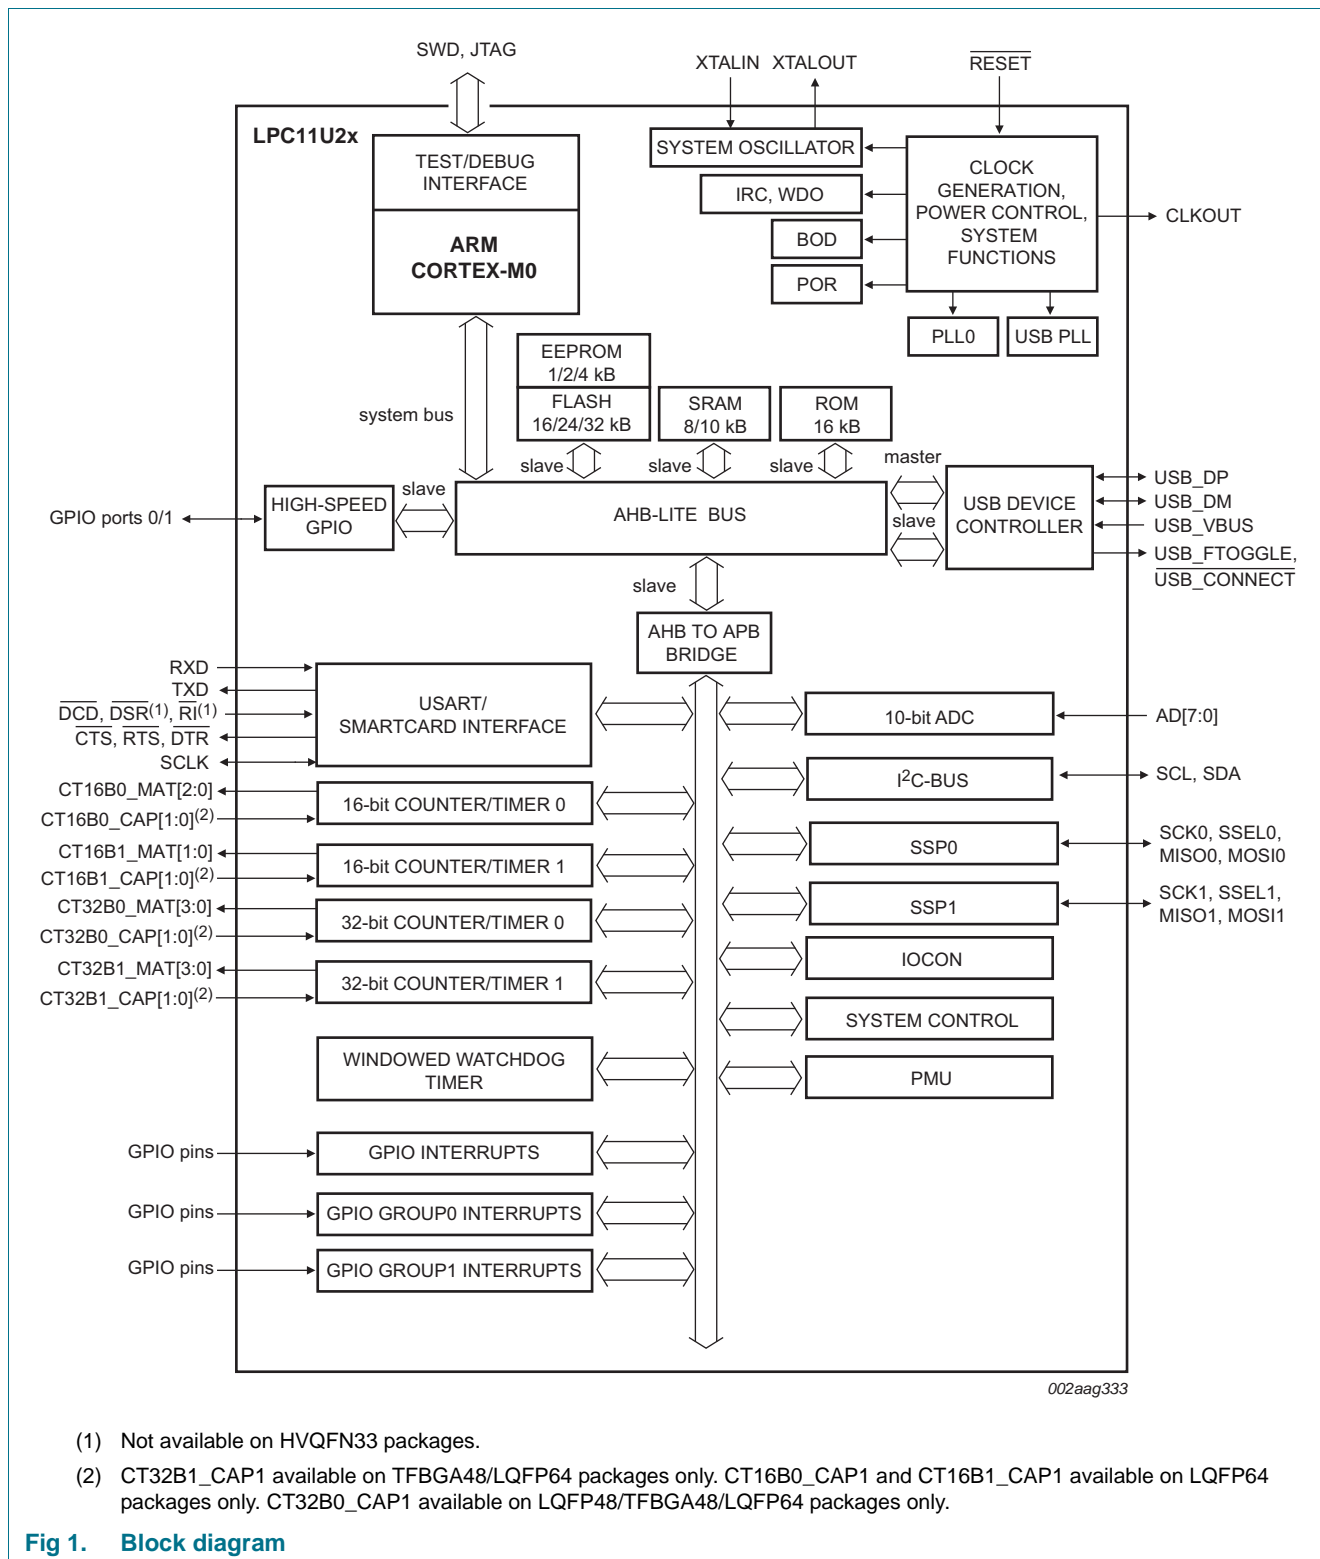 SWD, JTAG
XTALIN XTALOUT
RESET
LPC11U2x
TEST/DEBUG
INTERFACE
ARM
CORTEX-M0
SYSTEM OSCILLATOR
IRC, WDO
BOD
POR
CLOCK
GENERATION,
POWER CONTROL,
SYSTEM
FUNCTIONS
CLKOUT
PLL0
USB PLL
EEPROM
1/2/4 kB
FLASH
16/24/32 kB
SRAM
8/10 kB
ROM
16 kB
system bus
slave
slave
slave
master
slave
slave
GPIO ports 0/1
HIGH-SPEED
GPIO
AHB-LITE BUS
USB DEVICE
CONTROLLER
USB_DP
USB_DM
USB_VBUS
USB_FTOGGLE,
USB_CONNECT
slave
AHB TO APB
BRIDGE
RXD
TXD
DCD, DSR(1), RI(1)
CTS, RTS, DTR
SCLK
USART/
SMARTCARD INTERFACE
10-bit ADC
AD[7:0]
CT16B0_MAT[2:0]
CT16B0_CAP[1:0](2)
16-bit COUNTER/TIMER 0
I2C-BUS
SCL, SDA
CT16B1_MAT[1:0]
CT16B1_CAP[1:0](2)
16-bit COUNTER/TIMER 1
SSP0
SCK0, SSEL0,
MISO0, MOSI0
CT32B0_MAT[3:0]
CT32B0_CAP[1:0](2)
32-bit COUNTER/TIMER 0
SSP1
SCK1, SSEL1,
MISO1, MOSI1
CT32B1_MAT[3:0]
CT32B1_CAP[1:0](2)
32-bit COUNTER/TIMER 1
IOCON
SYSTEM CONTROL
WINDOWED WATCHDOG
TIMER
PMU
GPIO pins
GPIO INTERRUPTS
GPIO pins
GPIO GROUP0 INTERRUPTS
GPIO pins
GPIO GROUP1 INTERRUPTS
002aag333
(1) Not available on HVQFN33 packages.
(2) CT32B1_CAP1 available on TFBGA48/LQFP64 packages only. CT16B0_CAP1 and CT16B1_CAP1 available on LQFP64
packages only. CT32B0_CAP1 available on LQFP48/TFBGA48/LQFP64 packages only.
Fig 1. Block diagram